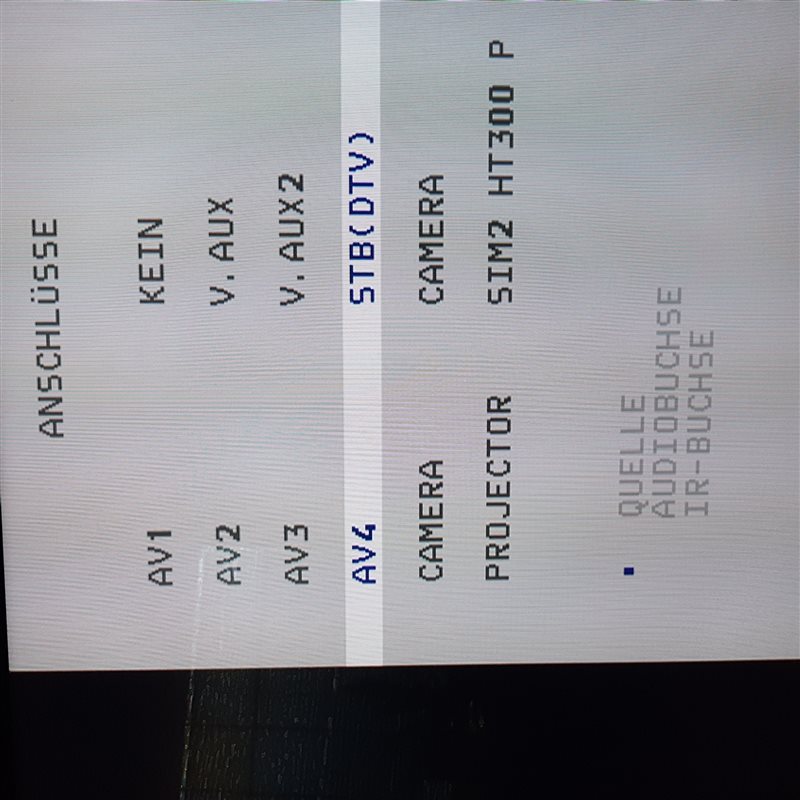 ANSCHLÜSSE
AV1 KEIN
AV2 V.AUX
AV3 V.AUX2
AV4 STB(DTV)
CAMERA CAMERA
PROJECTOR SIM2 HT300 P
QUELLE
AUDIOBUCHSE
IR-BUCHSE